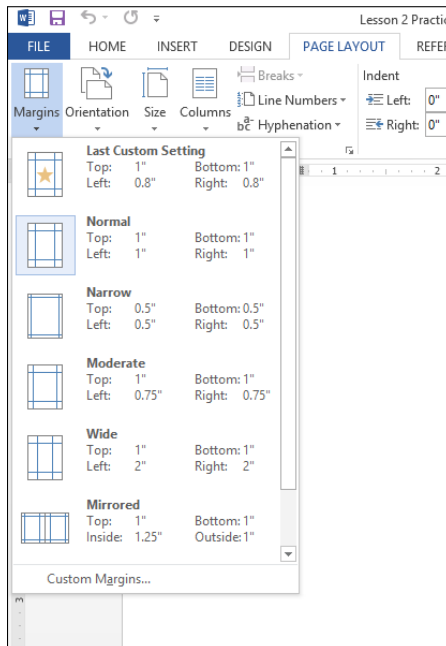 Lesson 2 Practi
FILE HOME INSERT DESIGN PAGE LAYOUT REFER
Margins Orientation Size Columns
Breaks
Line Numbers
Hyphenation
Indent
Left: 0"
Right: 0"
Last Custom Setting
Top: 1" Bottom: 1"
Left: 0.8" Right: 0.8"
Normal
Top: 1" Bottom: 1"
Left: 1" Right: 1"
Narrow
Top: 0.5" Bottom: 0.5"
Left: 0.5" Right: 0.5"
Moderate
Top: 1" Bottom: 1"
Left: 0.75" Right: 0.75"
Wide
Top: 1" Bottom: 1"
Left: 2" Right: 2"
Mirrored
Top: 1" Bottom: 1"
Inside: 1.25" Outside: 1"
Custom Margins...
1 2
3